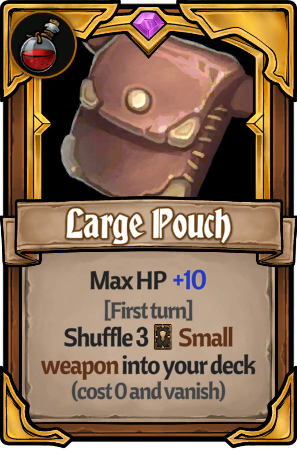 Large Pouch
Max HP +10
[First turn]
Shuffle 3 Small
weapon into your deck
(cost 0 and vanish)